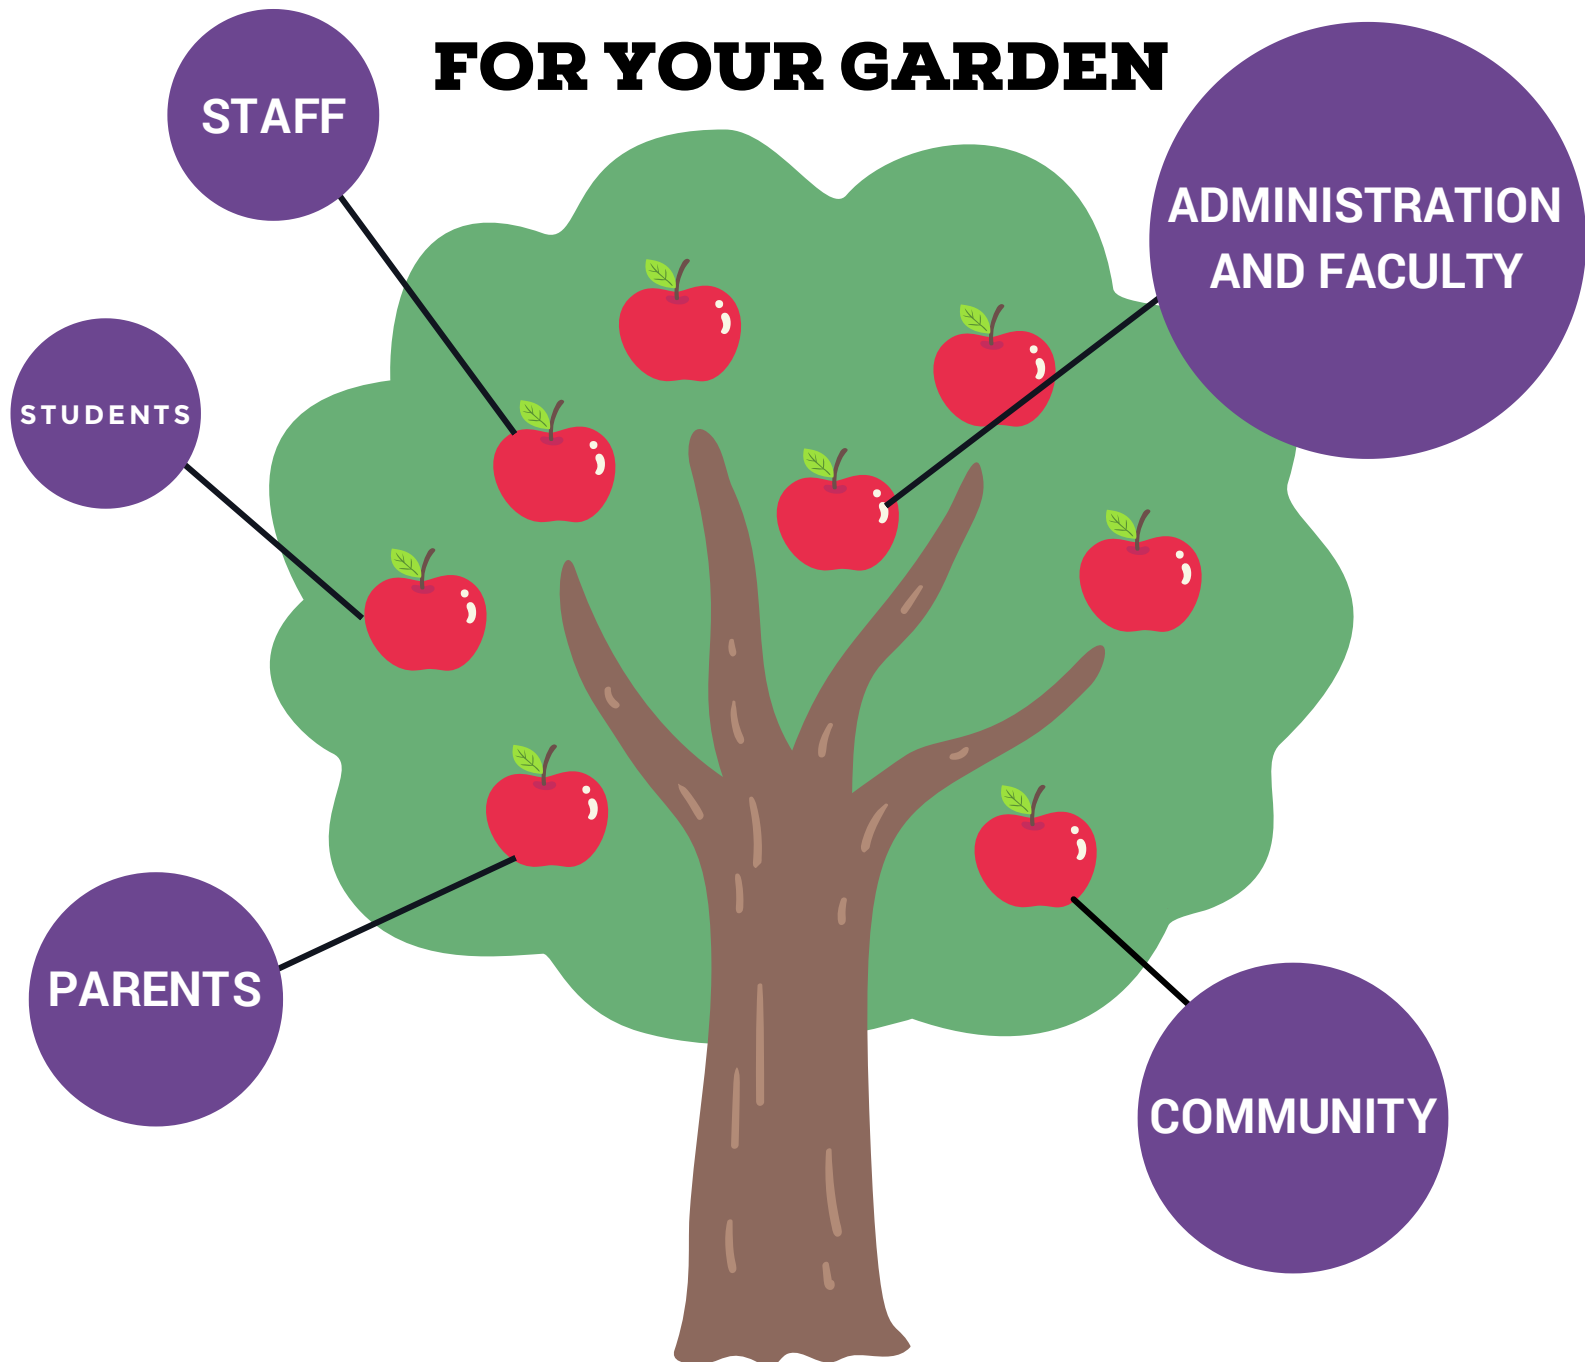 FOR YOUR GARDEN
STAFF
ADMINISTRATION
AND FACULTY
STUDENTS
PARENTS
COMMUNITY